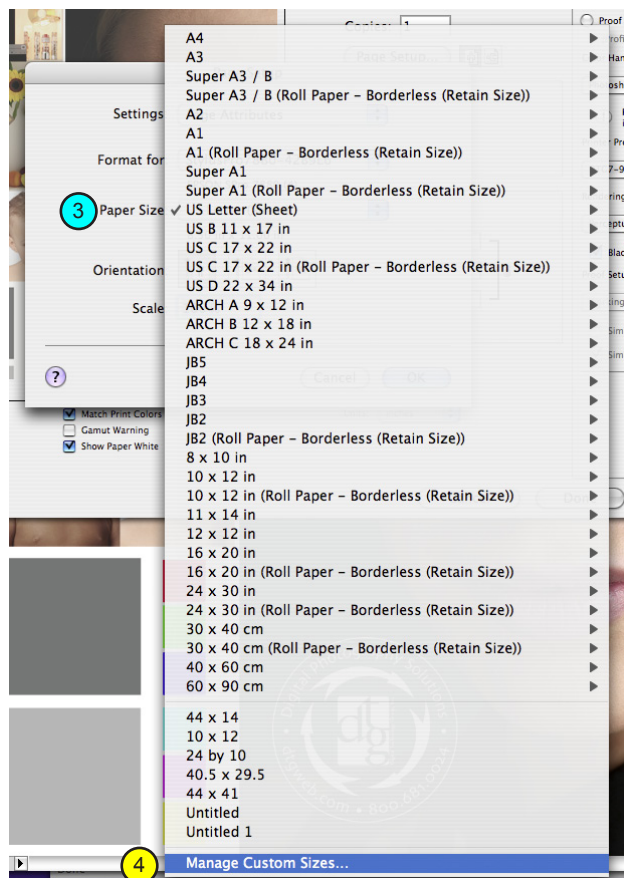 Copies: 1
Proof
Page Setup...
A4
A3
Super A3 / B
Super A3 / B (Roll Paper – Borderless (Retain Size))
Settings
A2
A1
Format for
A1 (Roll Paper – Borderless (Retain Size))
Super A1
Super A1 (Roll Paper – Borderless (Retain Size))
3
Paper Size
✓ US Letter (Sheet)
US B 11 x 17 in
US C 17 x 22 in
Orientation
US C 17 x 22 in (Roll Paper – Borderless (Retain Size))
US D 22 x 34 in
Scale
ARCH A 9 x 12 in
ARCH B 12 x 18 in
ARCH C 18 x 24 in
JB5
?
Cancel
OK
JB4
JB3
Match Print Colors
JB2
Gamut Warning
JB2 (Roll Paper – Borderless (Retain Size))
Show Paper White
8 x 10 in
10 x 12 in
10 x 12 in (Roll Paper – Borderless (Retain Size))
11 x 14 in
12 x 12 in
16 x 20 in
16 x 20 in (Roll Paper – Borderless (Retain Size))
24 x 30 in
24 x 30 in (Roll Paper – Borderless (Retain Size))
30 x 40 cm
30 x 40 cm (Roll Paper – Borderless (Retain Size))
40 x 60 cm
60 x 90 cm
44 x 14
10 x 12
24 by 10
40.5 x 29.5
44 x 41
Untitled
Untitled 1
dtg
dtgweb.com • 800.681.0024
4
Manage Custom Sizes...